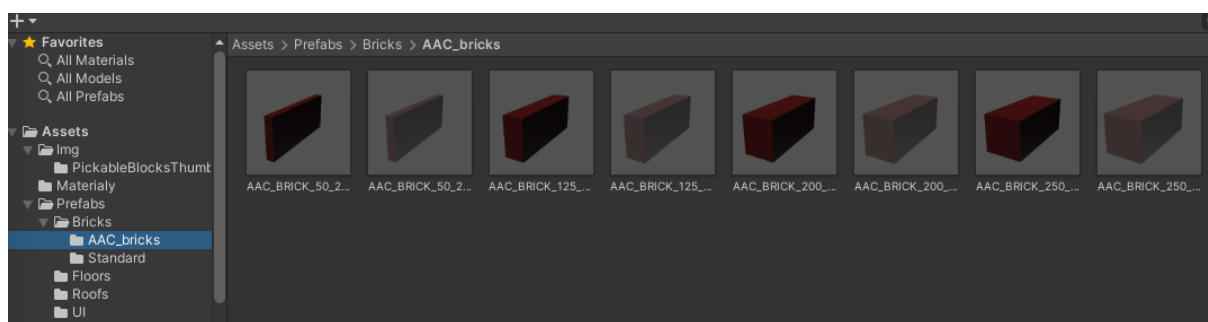 Favorites
All Materials
All Models
All Prefabs
Assets
Img
PickableBlocksThumb
Materialy
Prefabs
Bricks
AAC_bricks
Standard
Floors
Roofs
UI
Assets > Prefabs > Bricks > AAC_bricks
AAC_BRICK_50_2... AAC_BRICK_50_2... AAC_BRICK_125_... AAC_BRICK_125_... AAC_BRICK_200_... AAC_BRICK_200_... AAC_BRICK_250_... AAC_BRICK_250_...